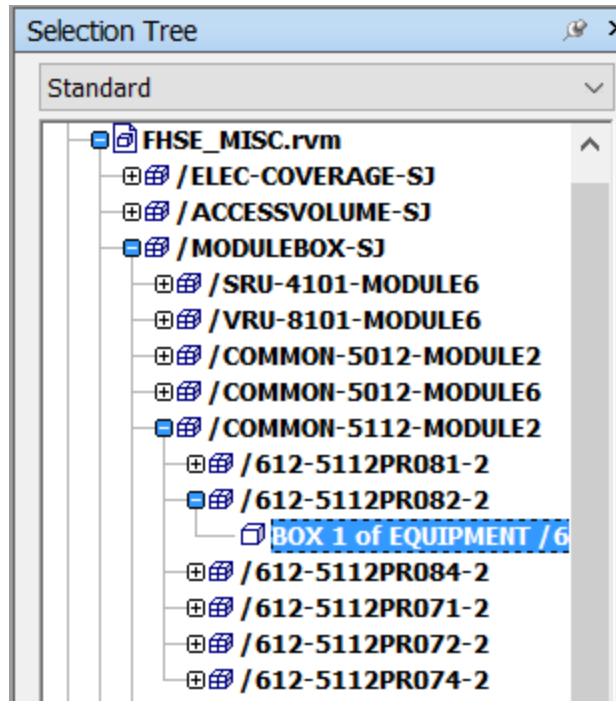 Selection Tree
Standard
FHSE_MISC.rvm
/ELEC-COVERAGE-SJ
/ACCESSVOLUME-SJ
/MODULEBOX-SJ
/SRU-4101-MODULE6
/VRU-8101-MODULE6
/COMMON-5012-MODULE2
/COMMON-5012-MODULE6
/COMMON-5112-MODULE2
/612-5112PR081-2
/612-5112PR082-2
BOX 1 of EQUIPMENT /6
/612-5112PR084-2
/612-5112PR071-2
/612-5112PR072-2
/612-5112PR074-2